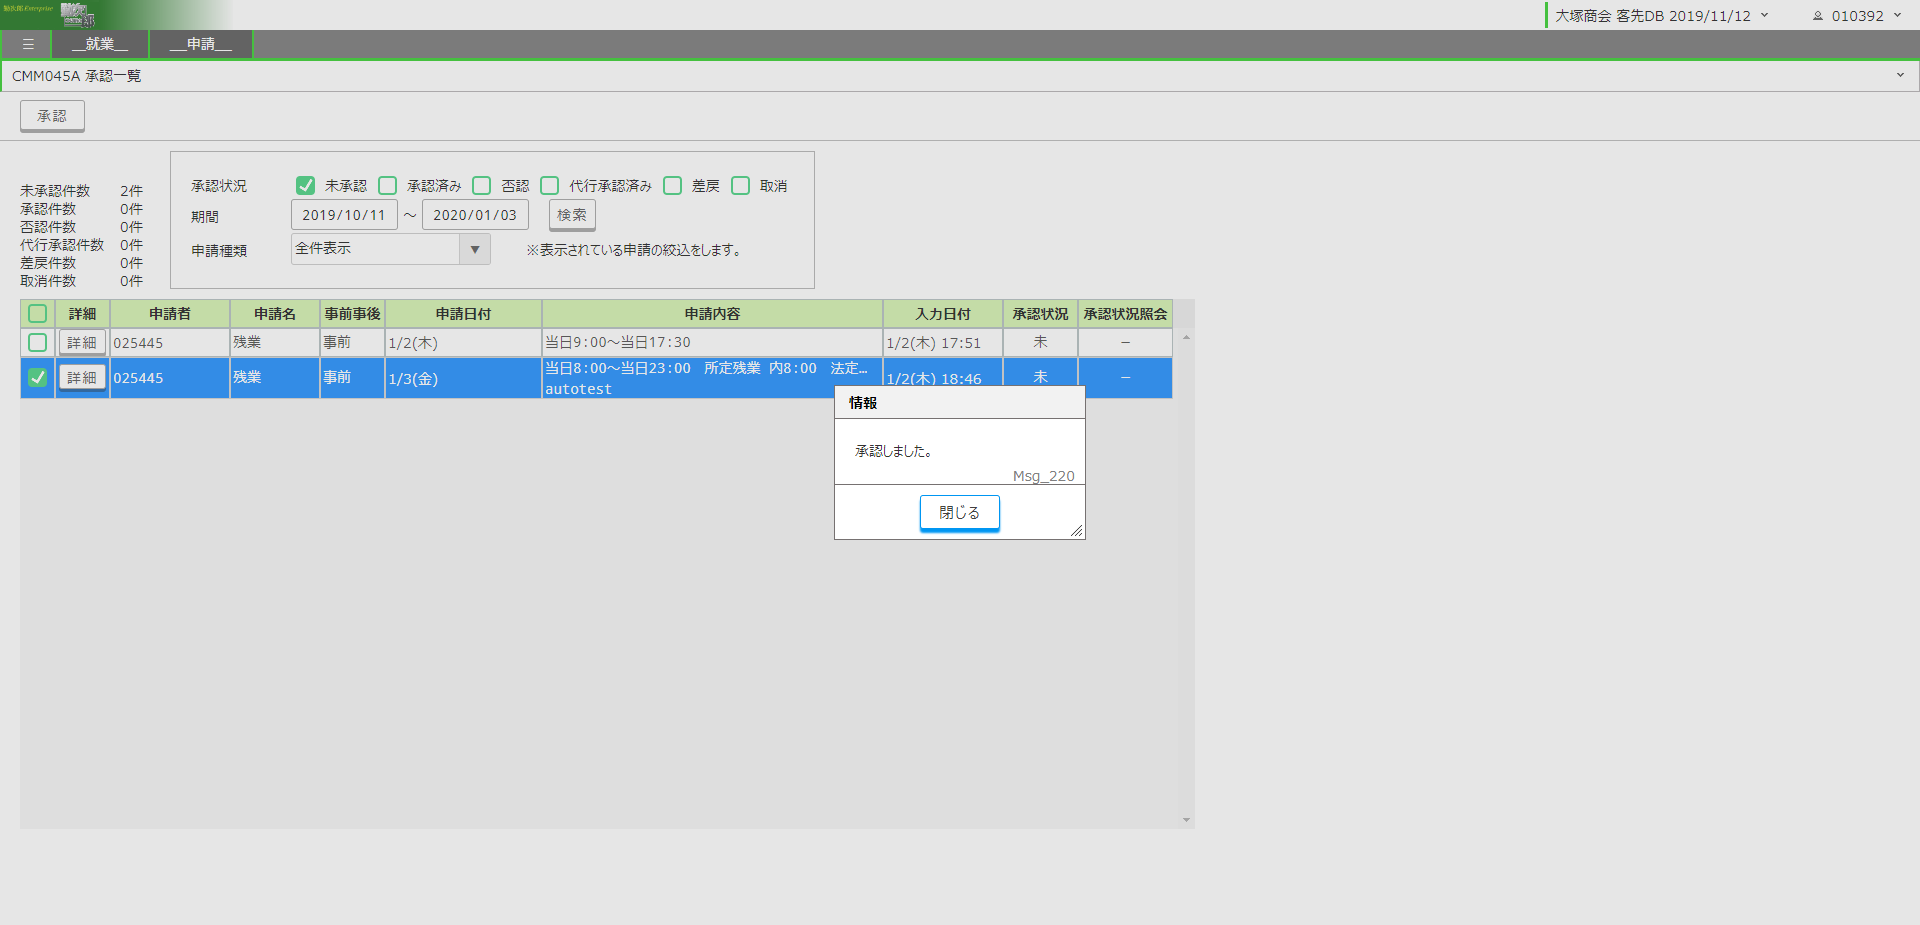 大塚商会 客先DB 2019/11/12
010392
☰ __就業__ __申請__
CMM045A 承認一覧
承認
未承認件数 2件
承認件数 0件
否認件数 0件
代行承認件数 0件
差戻件数 0件
取消件数 0件
承認状況 未承認 承認済み 否認 代行承認済み 差戻 取消
期間 2019/10/11 ～ 2020/01/03 検索
申請種類 全件表示 ▼ ※表示されている申請の絞込をします。
詳細 申請者 申請名 事前事後 申請日付 申請内容 入力日付 承認状況 承認状況照会
詳細 025445 残業 事前 1/2(木) 当日9:00～当日17:30 1/2(木) 17:51 未 －
詳細 025445 残業 事前 1/3(金) 当日8:00～当日23:00 所定残業 内8:00 法定... 1/2(木) 18:46 未 －
autotest
情報
承認しました。
Msg_220
閉じる